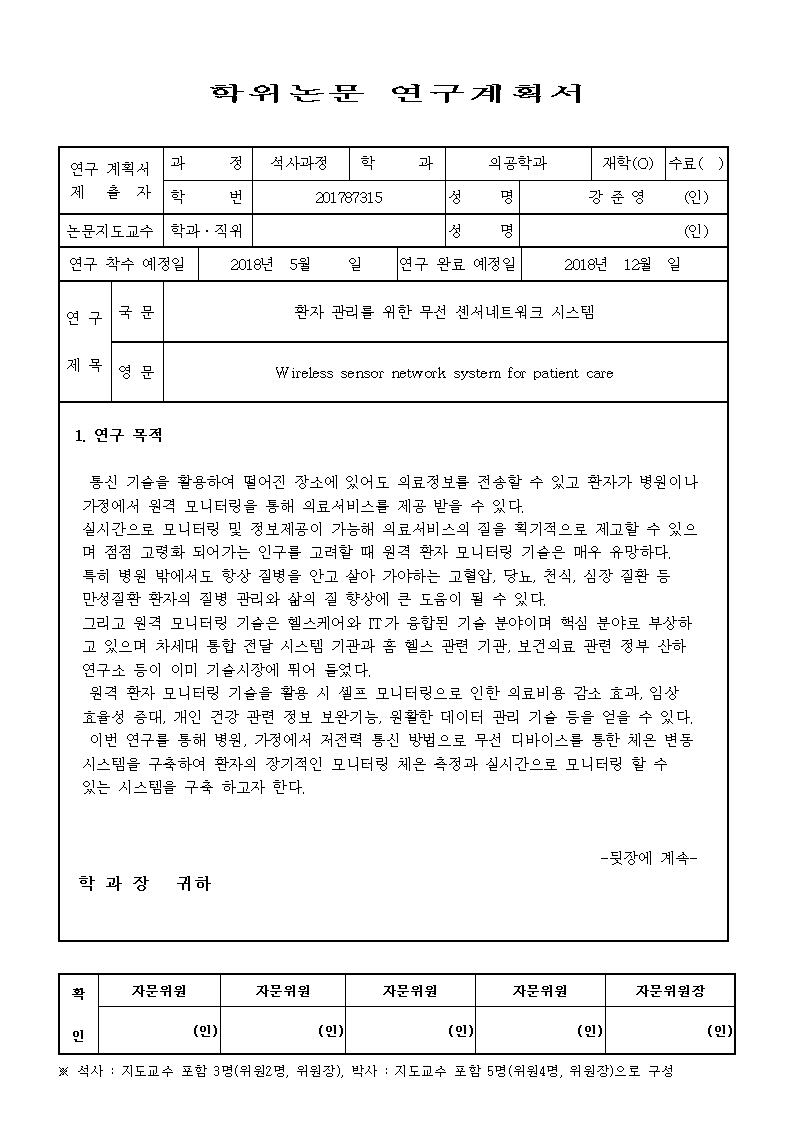 학위논문 연구계획서
연구 계획서 과 정 석사과정 학 과 의공학과 재학(O) 수료( )
제 출 자 학 번 201787315 성 명 강 준 영 (인)
논문지도교수 학과·직위 성 명 (인)
연구 착수 예정일 2018년 5월 일 연구 완료 예정일 2018년 12월 일
연 구 국 문 환자 관리를 위한 무선 센서네트워크 시스템
제 목 영 문 Wireless sensor network system for patient care
1. 연구 목적
통신 기술을 활용하여 떨어진 장소에 있어도 의료정보를 전송할 수 있고 환자가 병원이나
가정에서 원격 모니터링을 통해 의료서비스를 제공 받을 수 있다.
실시간으로 모니터링 및 정보제공이 가능해 의료서비스의 질을 획기적으로 제고할 수 있으
며 점점 고령화 되어가는 인구를 고려할 때 원격 환자 모니터링 기술은 매우 유망하다.
특히 병원 밖에서도 항상 질병을 안고 살아 가야하는 고혈압, 당뇨, 천식, 심장 질환 등
만성질환 환자의 질병 관리와 삶의 질 향상에 큰 도움이 될 수 있다.
그리고 원격 모니터링 기술은 헬스케어와 IT가 융합된 기술 분야이며 핵심 분야로 부상하
고 있으며 차세대 통합 전달 시스템 기관과 홈 헬스 관련 기관, 보건의료 관련 정부 산하
연구소 등이 이미 기술시장에 뛰어 들었다.
원격 환자 모니터링 기술을 활용 시 셀프 모니터링으로 인한 의료비용 감소 효과, 임상
효율성 증대, 개인 건강 관련 정보 보완기능, 원활한 데이터 관리 기술 등을 얻을 수 있다.
이번 연구를 통해 병원, 가정에서 저전력 통신 방법으로 무선 디바이스를 통한 체온 변동
시스템을 구축하여 환자의 장기적인 모니터링 체온 측정과 실시간으로 모니터링 할 수
있는 시스템을 구축 하고자 한다.
-뒷장에 계속-
학 과 장 귀하
확 자문위원 자문위원 자문위원 자문위원 자문위원장
인 (인) (인) (인) (인) (인)
※ 석사 : 지도교수 포함 3명(위원2명, 위원장), 박사 : 지도교수 포함 5명(위원4명, 위원장)으로 구성